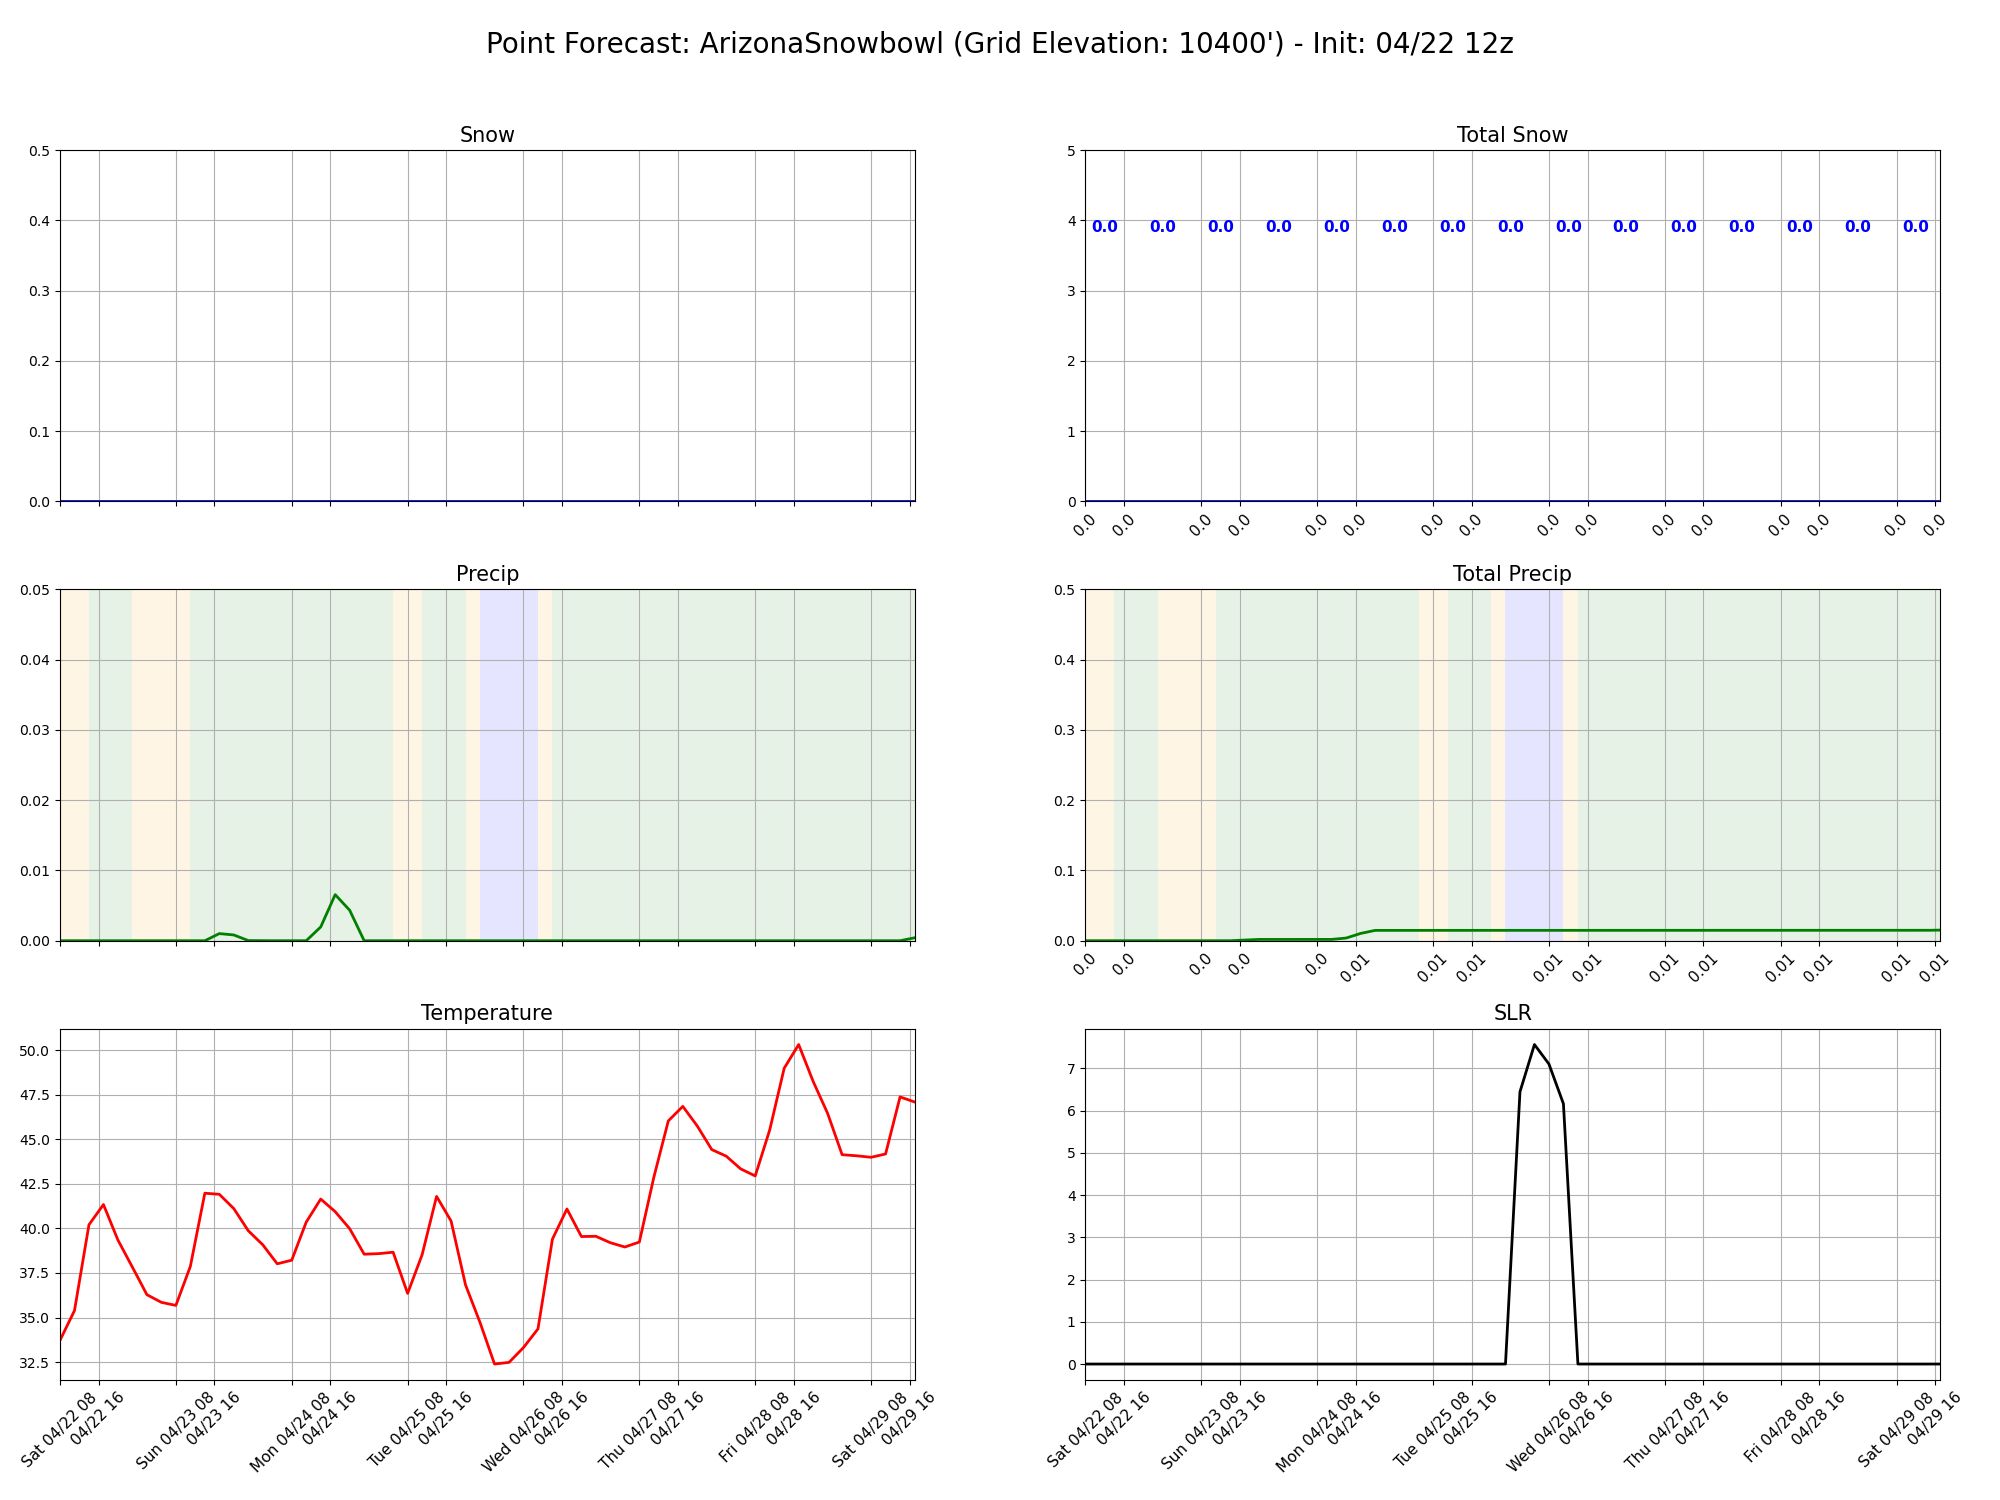 Point Forecast: ArizonaSnowbowl (Grid Elevation: 10400') - Init: 04/22 12z
Snow
0.5
0.4
0.3
0.2
0.1
0.0
Total Snow
5
4
3
2
1
0
0.0 0.0 0.0 0.0 0.0 0.0 0.0 0.0 0.0 0.0 0.0 0.0 0.0 0.0 0.0
0.0 0.0 0.0 0.0 0.0 0.0 0.0 0.0 0.0 0.0 0.0 0.0 0.0 0.0 0.0 0.0
Precip
0.05
0.04
0.03
0.02
0.01
0.00
Total Precip
0.5
0.4
0.3
0.2
0.1
0.0
0.0 0.0 0.0 0.0 0.0 0.01 0.01 0.01 0.01 0.01 0.01 0.01 0.01 0.01 0.01 0.01
Temperature
50.0
47.5
45.0
42.5
40.0
37.5
35.0
32.5
Sat 04/22 08
04/22 16
Sun 04/23 08
04/23 16
Mon 04/24 08
04/24 16
Tue 04/25 08
04/25 16
Wed 04/26 08
04/26 16
Thu 04/27 08
04/27 16
Fri 04/28 08
04/28 16
Sat 04/29 08
04/29 16
SLR
7
6
5
4
3
2
1
0
Sat 04/22 08
04/22 16
Sun 04/23 08
04/23 16
Mon 04/24 08
04/24 16
Tue 04/25 08
04/25 16
Wed 04/26 08
04/26 16
Thu 04/27 08
04/27 16
Fri 04/28 08
04/28 16
Sat 04/29 08
04/29 16